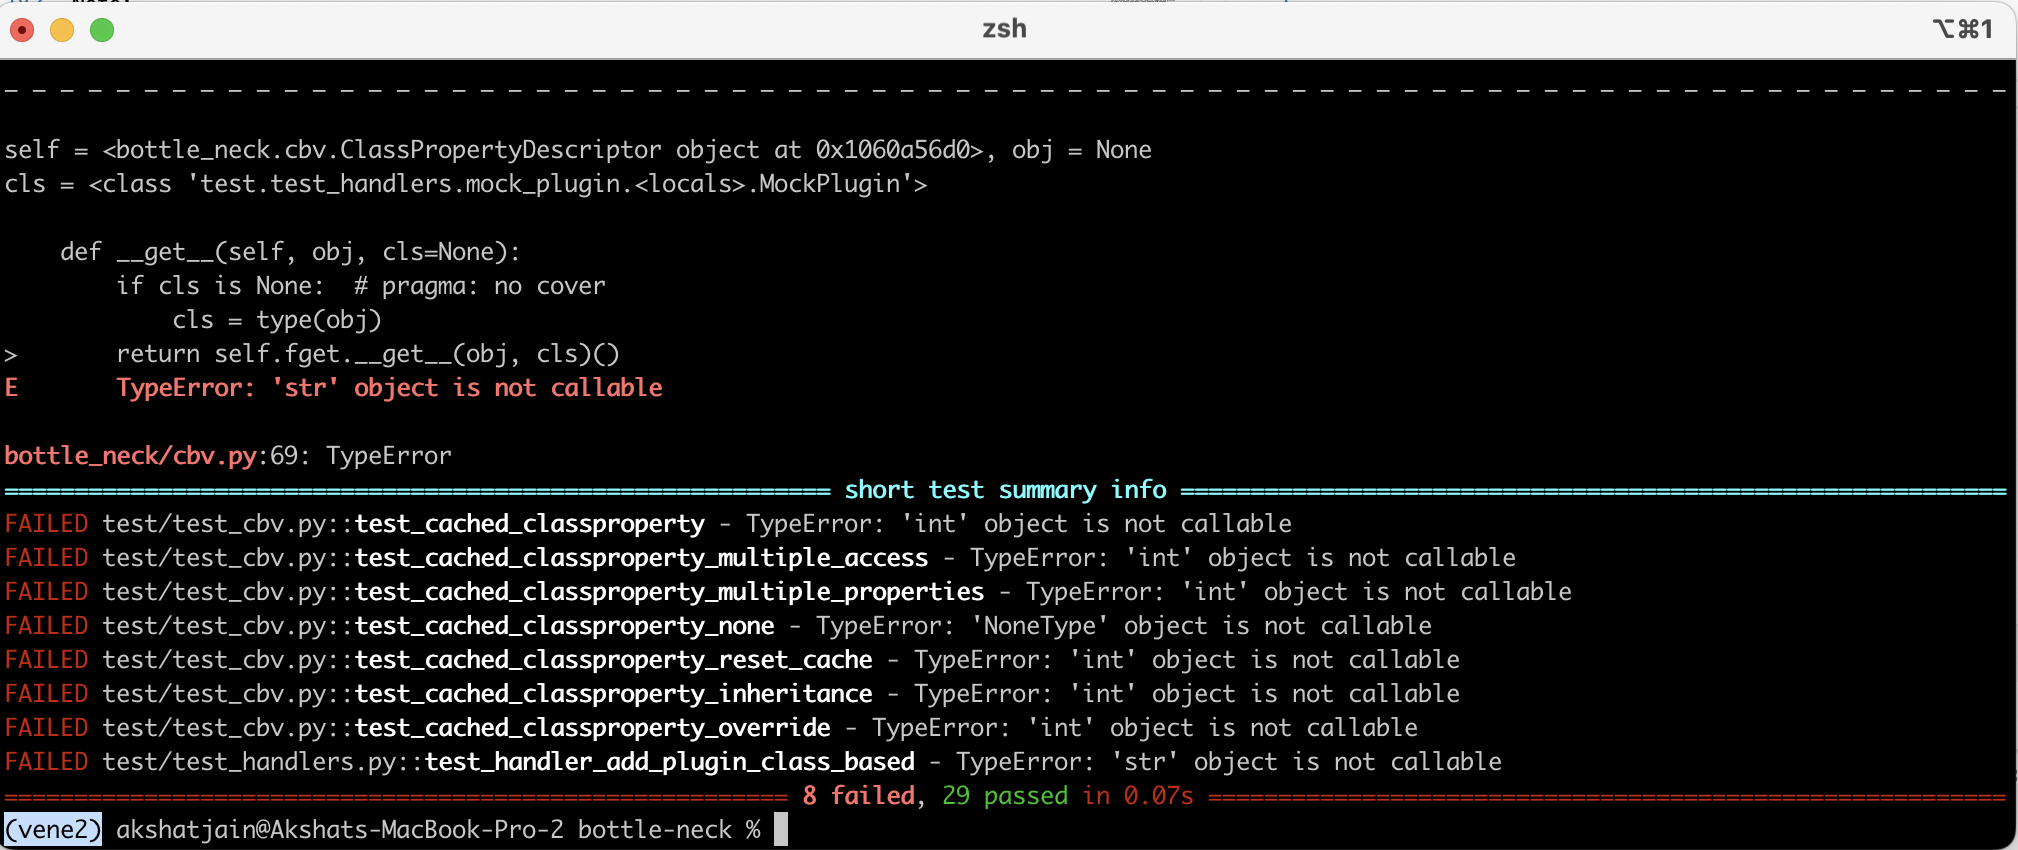 zsh
⌥⌘1
self = <bottle_neck.cbv.ClassPropertyDescriptor object at 0x1060a56d0>, obj = None
cls = <class 'test.test_handlers.mock_plugin.<locals>.MockPlugin'>
    def __get__(self, obj, cls=None):
        if cls is None:  # pragma: no cover
            cls = type(obj)
>       return self.fget.__get__(obj, cls)()
E       TypeError: 'str' object is not callable
bottle_neck/cbv.py:69: TypeError
short test summary info
FAILED test/test_cbv.py::test_cached_classproperty - TypeError: 'int' object is not callable
FAILED test/test_cbv.py::test_cached_classproperty_multiple_access - TypeError: 'int' object is not callable
FAILED test/test_cbv.py::test_cached_classproperty_multiple_properties - TypeError: 'int' object is not callable
FAILED test/test_cbv.py::test_cached_classproperty_none - TypeError: 'NoneType' object is not callable
FAILED test/test_cbv.py::test_cached_classproperty_reset_cache - TypeError: 'int' object is not callable
FAILED test/test_cbv.py::test_cached_classproperty_inheritance - TypeError: 'int' object is not callable
FAILED test/test_cbv.py::test_cached_classproperty_override - TypeError: 'int' object is not callable
FAILED test/test_handlers.py::test_handler_add_plugin_class_based - TypeError: 'str' object is not callable
8 failed, 29 passed in 0.07s
(vene2) akshatjain@Akshats-MacBook-Pro-2 bottle-neck %